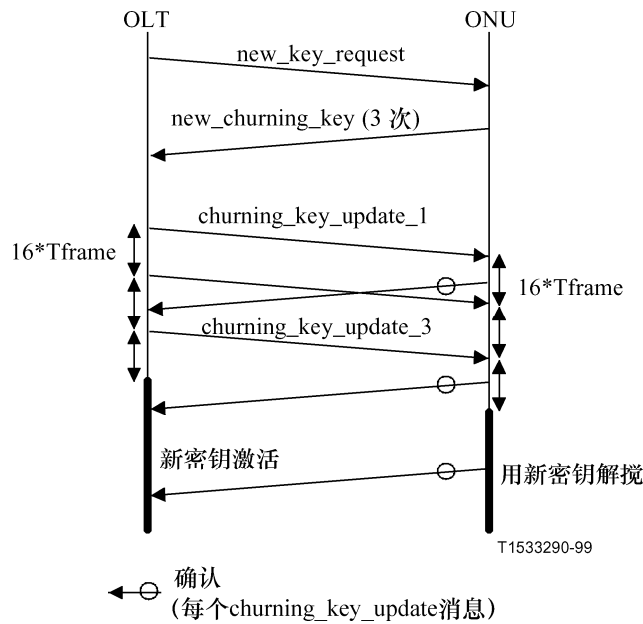 OLT
ONU
new_key_request
new_churning_key (3 次)
churning_key_update_1
16*Tframe
16*Tframe
churning_key_update_3
新密钥激活
用新密钥解搅
T1533290-99
确认
(每个churning_key_update消息)